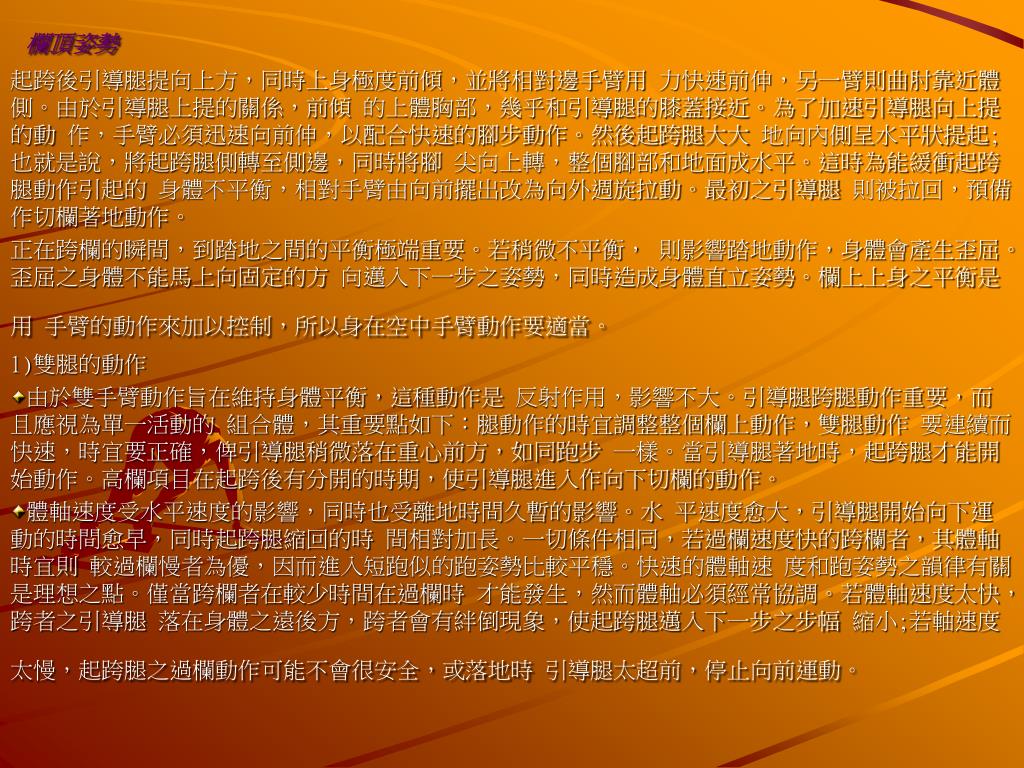 欄頂姿勢
起跨後引導腿提向上方，同時上身極度前傾，並將相對邊手臂用 力快速前伸，另一臂則曲肘靠近體
側。由於引導腿上提的關係，前傾 的上體胸部，幾乎和引導腿的膝蓋接近。為了加速引導腿向上提
的動 作，手臂必須迅速向前伸，以配合快速的腳步動作。然後起跨腿大大 地向內側呈水平狀提起;
也就是說，將起跨腿側轉至側邊，同時將腳 尖向上轉，整個腳部和地面成水平。這時為能緩衝起跨
腿動作引起的 身體不平衡，相對手臂由向前擺出改為向外週旋拉動。最初之引導腿 則被拉回，預備
作切欄著地動作。
正在跨欄的瞬間，到踏地之間的平衡極端重要。若稍微不平衡， 則影響踏地動作，身體會產生歪屈。
歪屈之身體不能馬上向固定的方 向邁入下一步之姿勢，同時造成身體直立姿勢。欄上上身之平衡是
用 手臂的動作來加以控制，所以身在空中手臂動作要適當。
1)雙腿的動作
由於雙手臂動作旨在維持身體平衡，這種動作是 反射作用，影響不大。引導腿跨腿動作重要，而
且應視為單一活動的 組合體，其重要點如下：腿動作的時宜調整整個欄上動作，雙腿動作 要連續而
快速，時宜要正確，俾引導腿稍微落在重心前方，如同跑步 一樣。當引導腿著地時，起跨腿才能開
始動作。高欄項目在起跨後有分開的時期，使引導腿進入作向下切欄的動作。
體軸速度受水平速度的影響，同時也受離地時間久暫的影響。水 平速度愈大，引導腿開始向下運
動的時間愈早，同時起跨腿縮回的時 間相對加長。一切條件相同，若過欄速度快的跨欄者，其體軸
時宜則 較過欄慢者為優，因而進入短跑似的跑姿勢比較平穩。快速的體軸速 度和跑姿勢之韻律有關
是理想之點。僅當跨欄者在較少時間在過欄時 才能發生，然而體軸必須經常協調。若體軸速度太快，
跨者之引導腿 落在身體之遠後方，跨者會有絆倒現象，使起跨腿邁入下一步之步幅 縮小;若軸速度
太慢，起跨腿之過欄動作可能不會很安全，或落地時 引導腿太超前，停止向前運動。